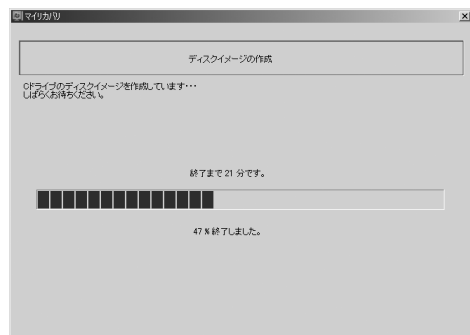 マイリカバリ
ディスクイメージの作成
Cドライブのディスクイメージを作成しています・・・
しばらくお待ちください。
終了まで 21 分です。
47 % 終了しました。